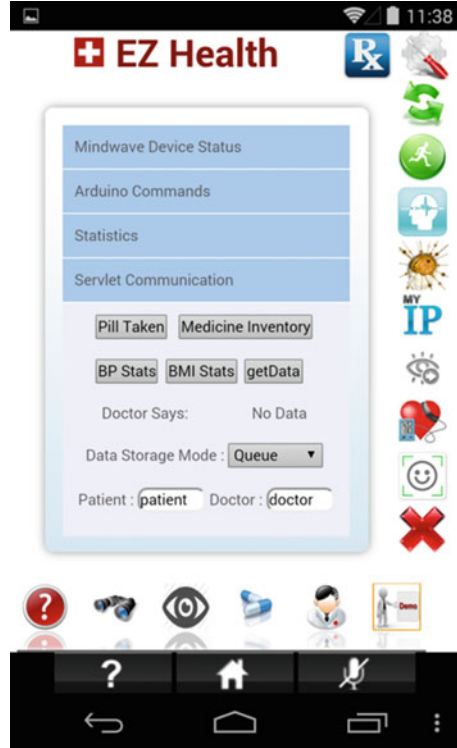 11:38
EZ Health
Rx
Mindwave Device Status
Arduino Commands
Statistics
Servlet Communication
MY
IP
Pill Taken Medicine Inventory
BP Stats BMI Stats getData
Doctor Says: No Data
Data Storage Mode : Queue
Patient : patient Doctor : doctor
? Demo
?